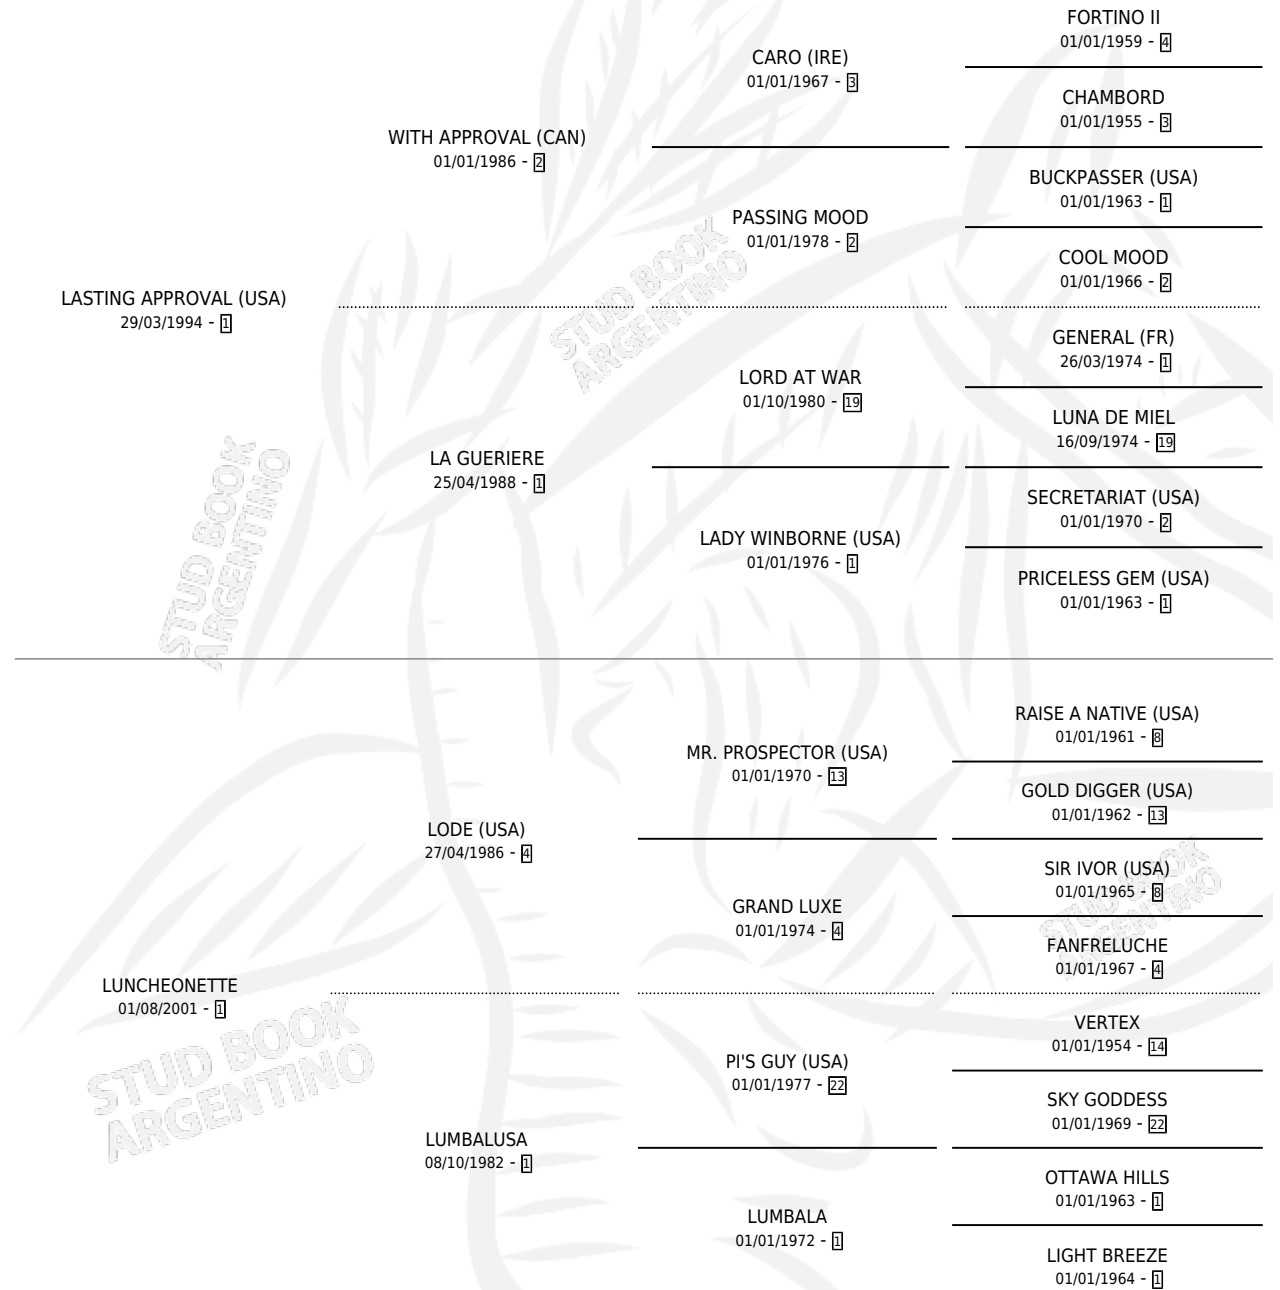 FORTINO II
01/01/1959 - 4
CARO (IRE)
01/01/1967 - 3
CHAMBORD
01/01/1955 - 3
WITH APPROVAL (CAN)
01/01/1986 - 2
BUCKPASSER (USA)
01/01/1963 - 1
PASSING MOOD
01/01/1978 - 2
COOL MOOD
01/01/1966 - 2
LASTING APPROVAL (USA)
29/03/1994 - 1
GENERAL (FR)
26/03/1974 - 1
LORD AT WAR
01/10/1980 - 19
LUNA DE MIEL
16/09/1974 - 19
LA GUERIERE
25/04/1988 - 1
SECRETARIAT (USA)
01/01/1970 - 2
LADY WINBORNE (USA)
01/01/1976 - 1
PRICELESS GEM (USA)
01/01/1963 - 1
STUD BOOK
ARGENTINO
STUD BOOK
ARGENTINO
RAISE A NATIVE (USA)
01/01/1961 - 8
MR. PROSPECTOR (USA)
01/01/1970 - 13
GOLD DIGGER (USA)
01/01/1962 - 13
LODE (USA)
27/04/1986 - 4
SIR IVOR (USA)
01/01/1965 - 8
GRAND LUXE
01/01/1974 - 4
FANFRELUCHE
01/01/1967 - 4
LUNCHEONETTE
01/08/2001 - 1
VERTEX
01/01/1954 - 14
PI'S GUY (USA)
01/01/1977 - 22
SKY GODDESS
01/01/1969 - 22
LUMBALUSA
08/10/1982 - 1
OTTAWA HILLS
01/01/1963 - 1
LUMBALA
01/01/1972 - 1
LIGHT BREEZE
01/01/1964 - 1
STUD BOOK
ARGENTINO
STUD BOOK
ARGENTINO